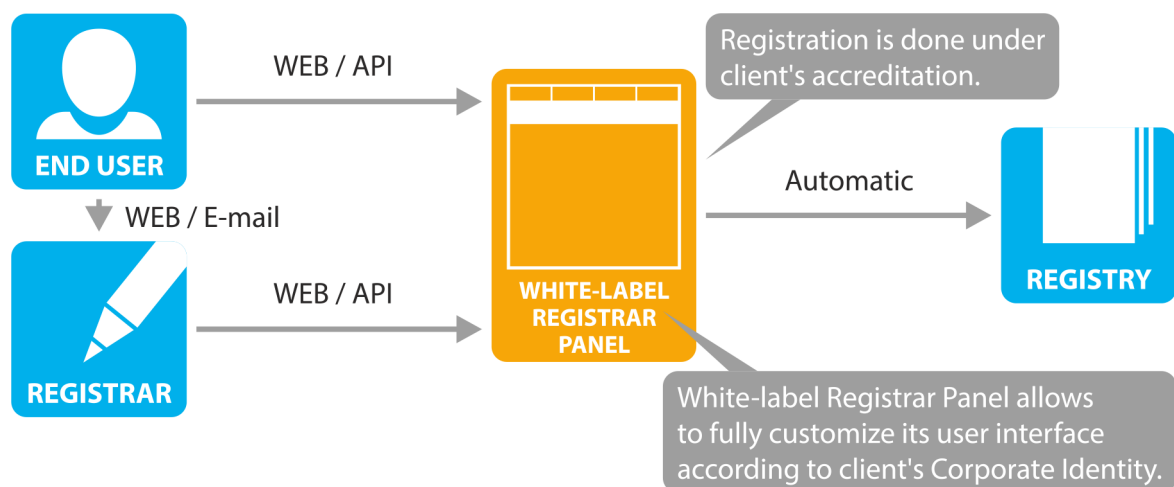 Registration is done under
client's accreditation.
WEB / API
END USER
Automatic
WEB / E-mail
REGISTRY
WEB / API
WHITE-LABEL
REGISTRAR
PANEL
REGISTRAR
White-label Registrar Panel allows
to fully customize its user interface
according to client's Corporate Identity.